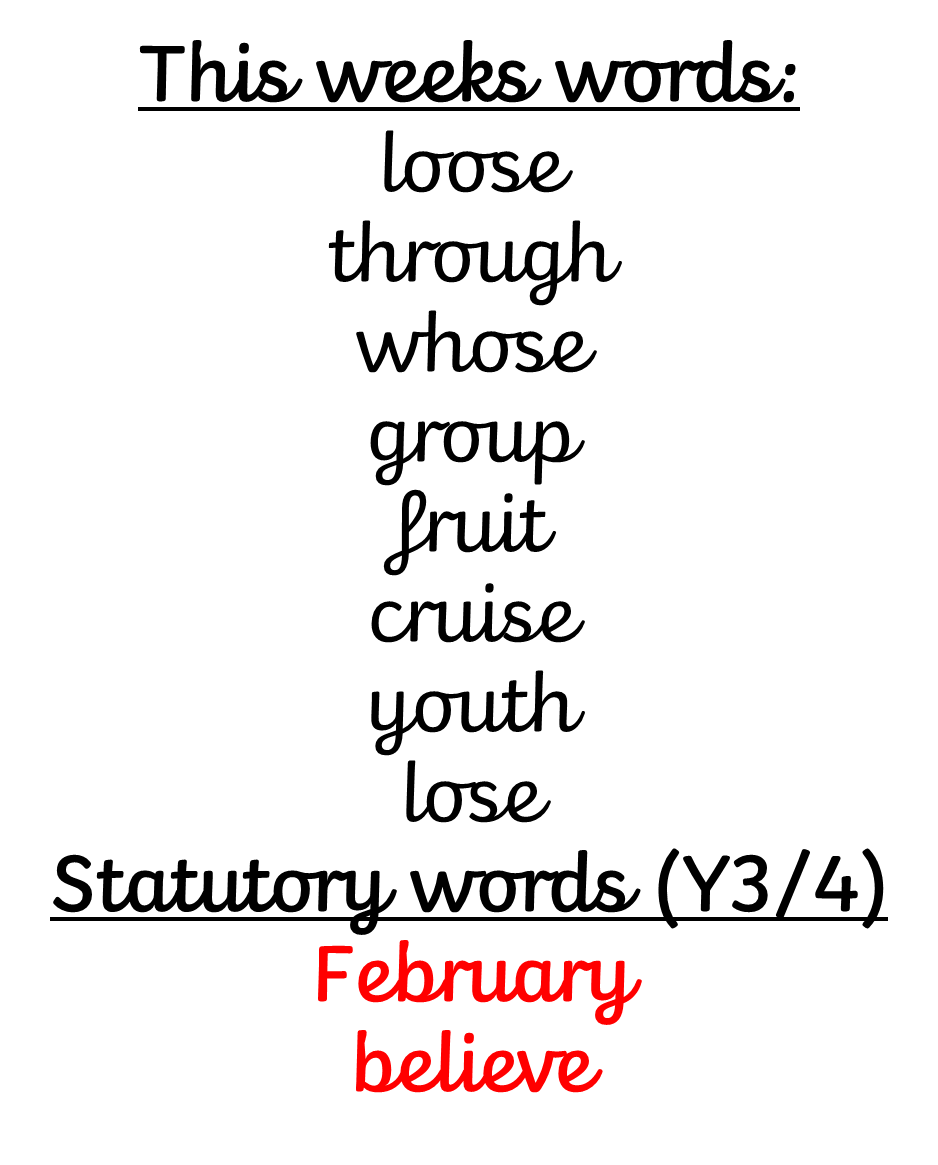 This weeks words:
loose
through
whose
group
fruit
cruise
youth
lose
Statutory words (Y3/4)
February
believe